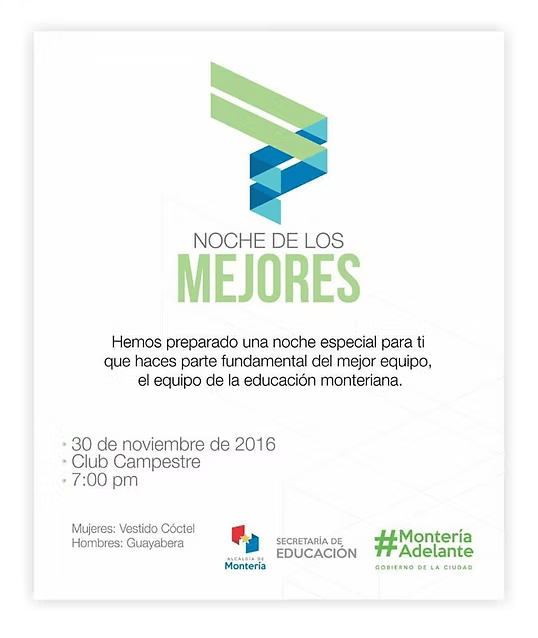 NOCHE DE LOS
MEJORES
Hemos preparado una noche especial para ti
que haces parte fundamental del mejor equipo,
el equipo de la educación monteriana.
• 30 de noviembre de 2016
• Club Campestre
• 7:00 pm
Mujeres: Vestido Cóctel
Hombres: Guayabera
ALCALDÍA DE
Montería
SECRETARÍA DE
EDUCACIÓN
#Montería
Adelante
GOBIERNO DE LA CIUDAD